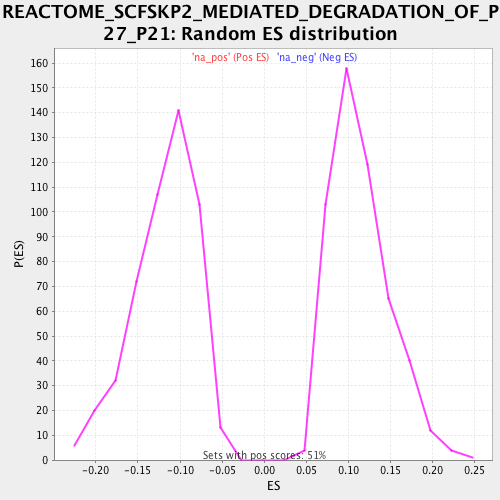 REACTOME_SCFSKP2_MEDIATED_DEGRADATION_OF_P
27_P21: Random ES distribution
'na_pos' (Pos ES) 'na_neg' (Neg ES)
160
150
140
130
120
110
100
90
80
70
60
50
40
30
20
10
0
P(ES)
Sets with pos scores: 51%
-0.20 -0.15 -0.10 -0.05 0.00 0.05 0.10 0.15 0.20 0.25
ES